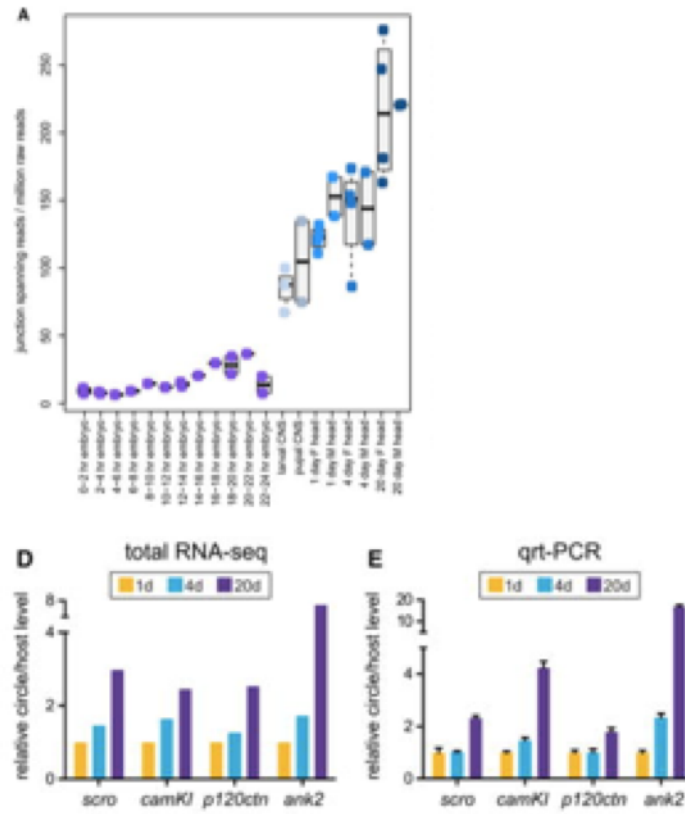 A
junction spanning reads / million raw reads
250
200
150
100
50
0
0-2 hr embryo
2-4 hr embryo
4-6 hr embryo
6-8 hr embryo
8-10 hr embryo
10-12 hr embryo
12-14 hr embryo
14-16 hr embryo
16-18 hr embryo
18-20 hr embryo
20-22 hr embryo
22-24 hr embryo
larval CNS
pupal CNS
1 day F head
1 day M head
4 day F head
4 day M head
20 day F head
20 day M head
D
total RNA-seq
1d 4d 20d
relative circle/host level
8
4
2
0
scro camKI p120ctn ank2
E
qrt-PCR
1d 4d 20d
relative circle/host level
20
10
4
2
0
scro camKI p120ctn ank2